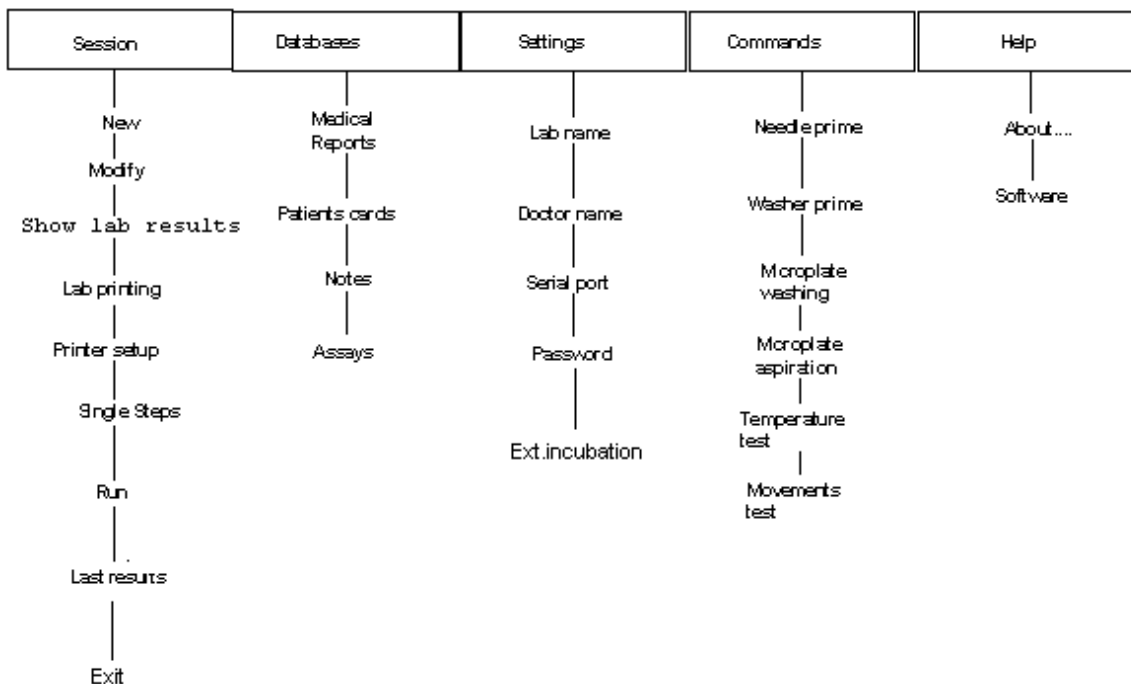 Session
Databases
Settings
Commands
Help
New
Modify
Show lab results
Lab printing
Printer setup
Single Steps
Run
Last results
Exit
Medical
Reports
Patients cards
Notes
Assays
Lab name
Doctor name
Serial port
Password
Ext.incubation
Needle prime
Washer prime
Microplate
washing
Microplate
aspiration
Temperature
test
Movements
test
About....
Software